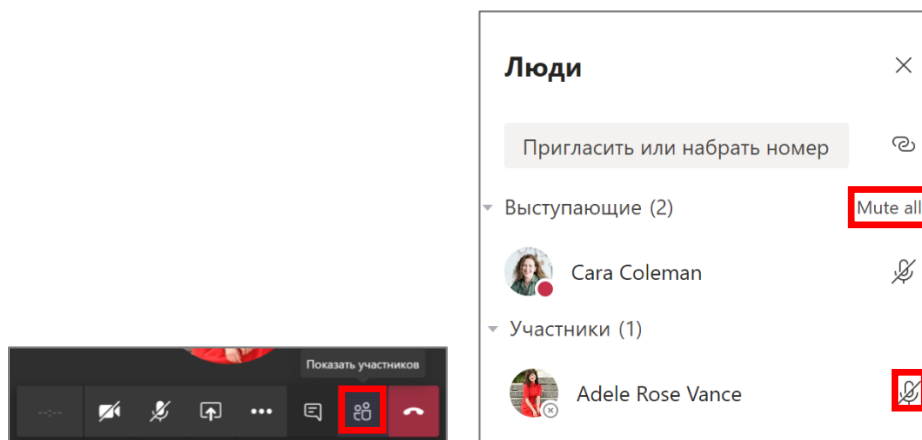 Люди
Пригласить или набрать номер
Выступающие (2) Mute all
Cara Coleman
Участники (1)
Adele Rose Vance
Показать участников
--:--